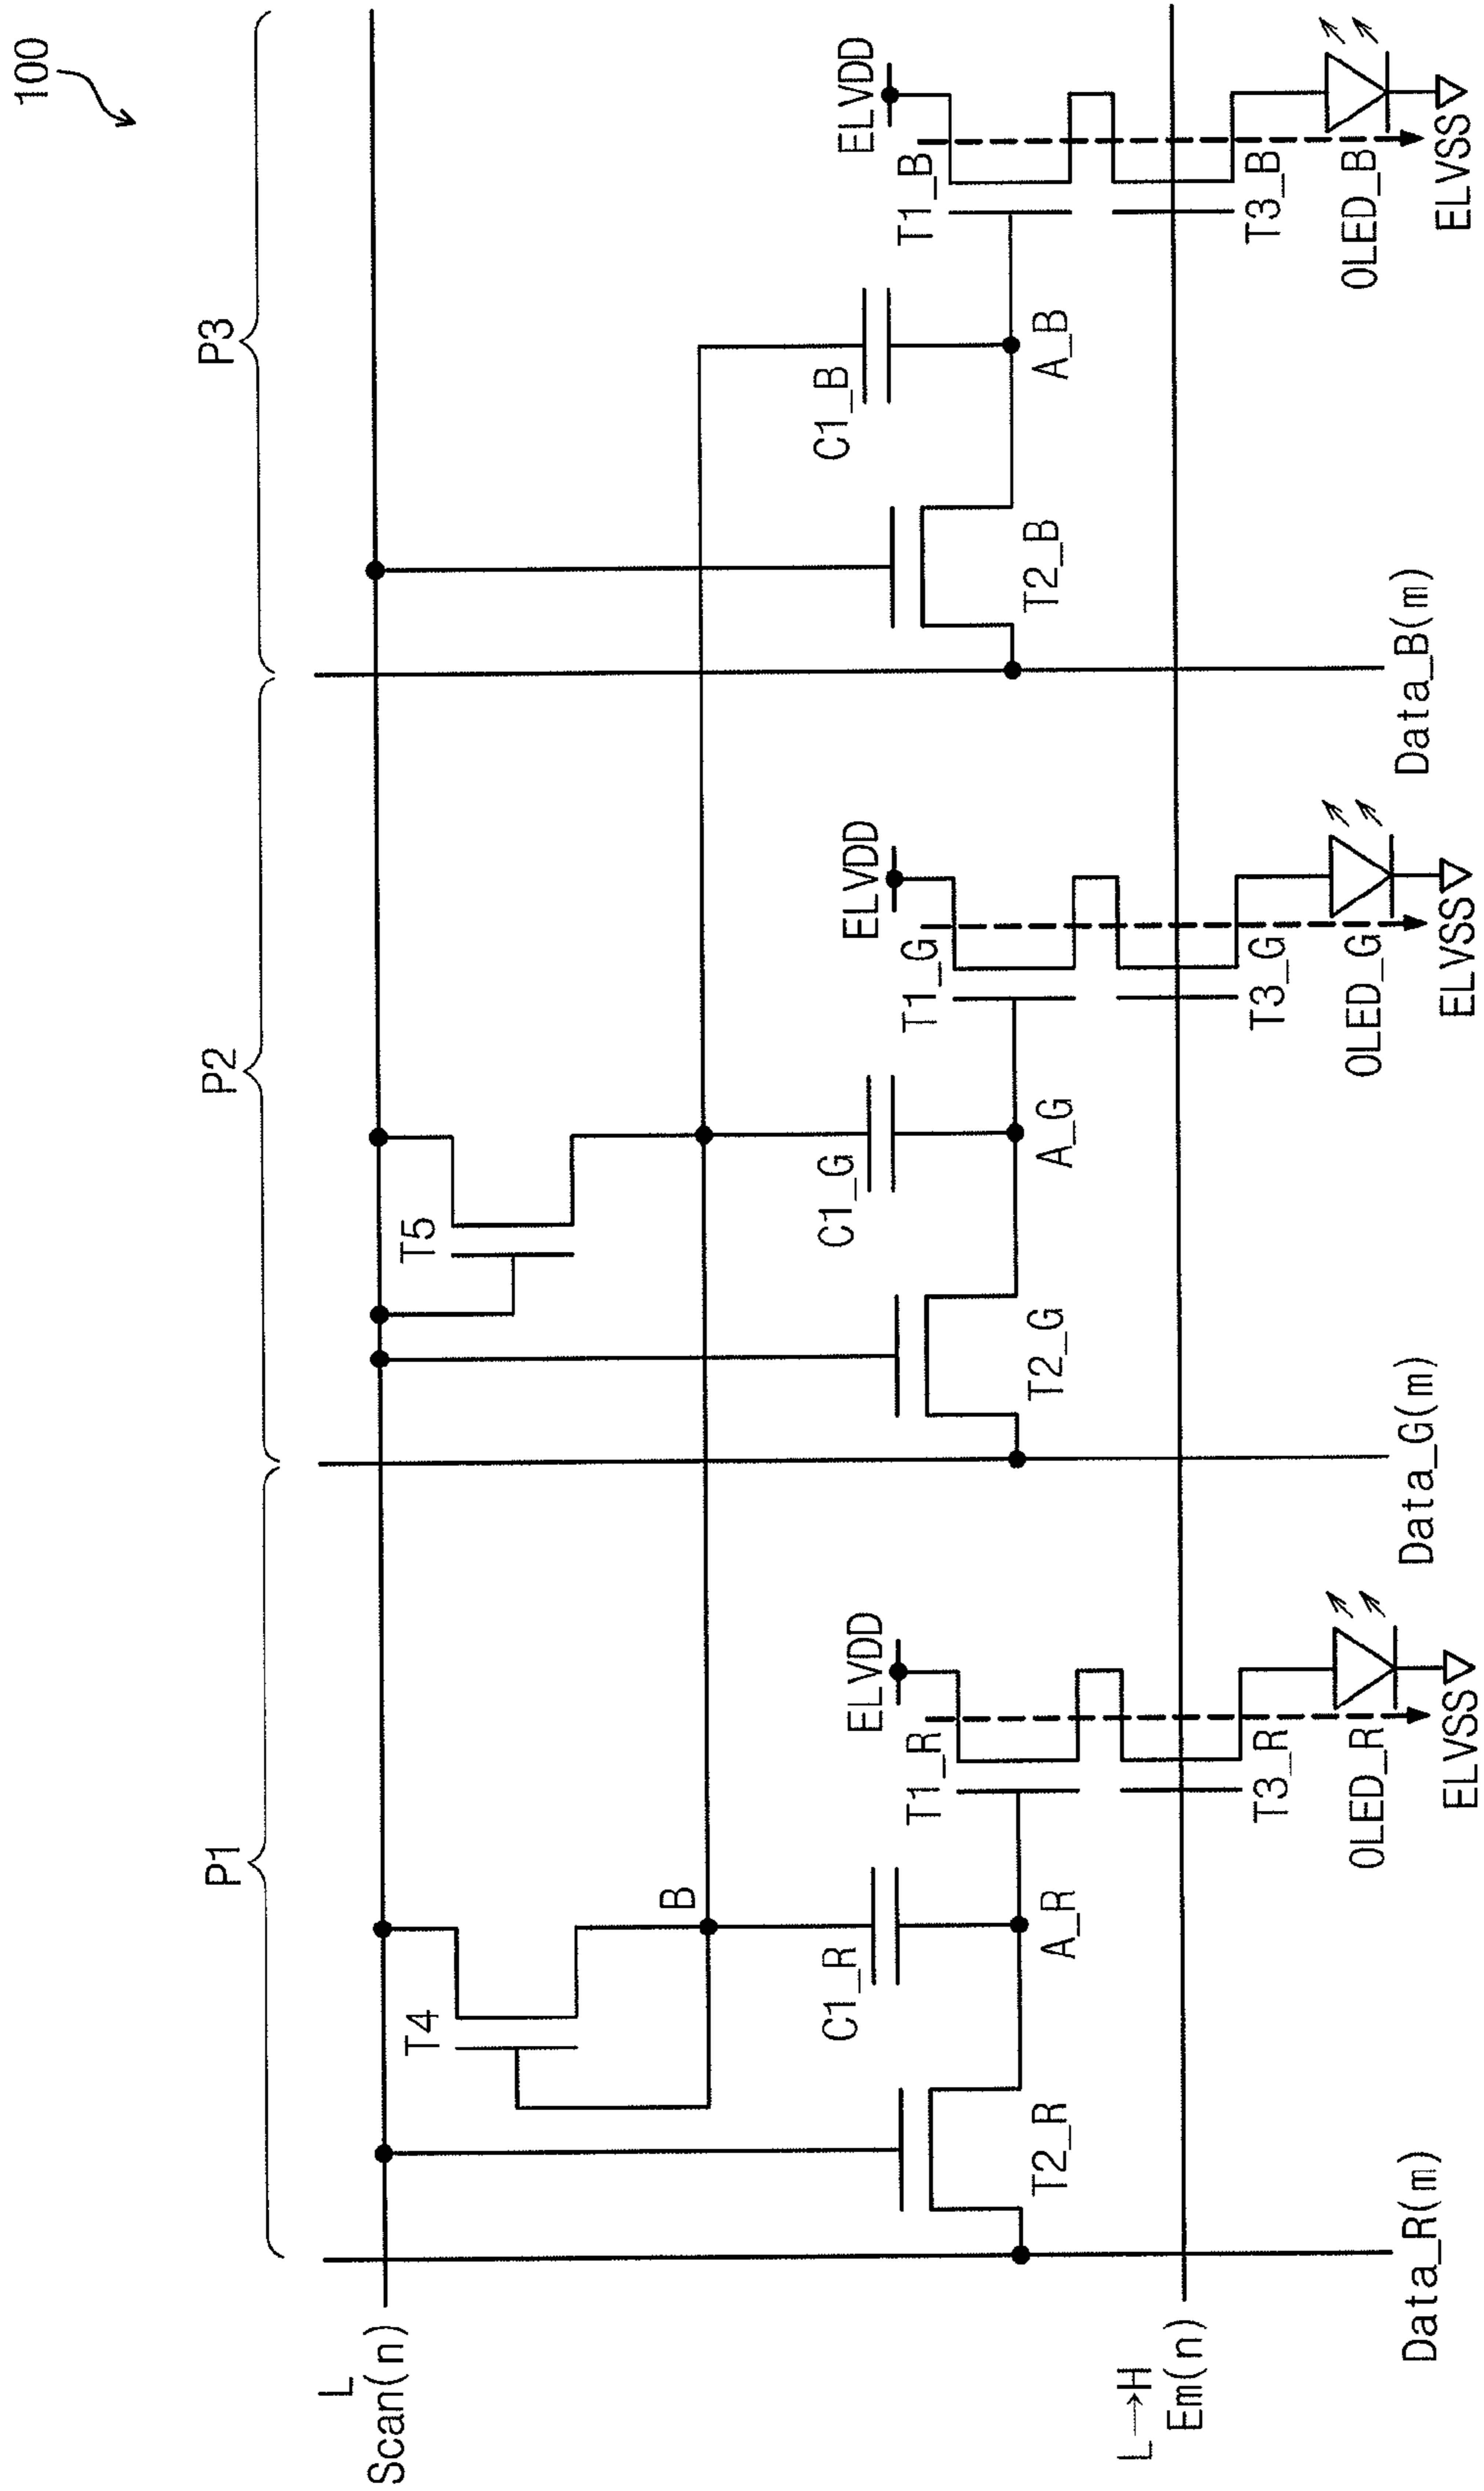 100
P1
P2
P3
L
Scan(n)
T4
T5
B
C1_R
C1_G
C1_B
ELVDD
ELVDD
ELVDD
T1_R
T1_G
T1_B
T2_R
A_R
T2_G
A_G
T2_B
A_B
L→H
Em(n)
T3_R
T3_G
T3_B
OLED_R
OLED_G
OLED_B
Data_R(m)
ELVSS
Data_G(m)
ELVSS
Data_B(m)
ELVSS